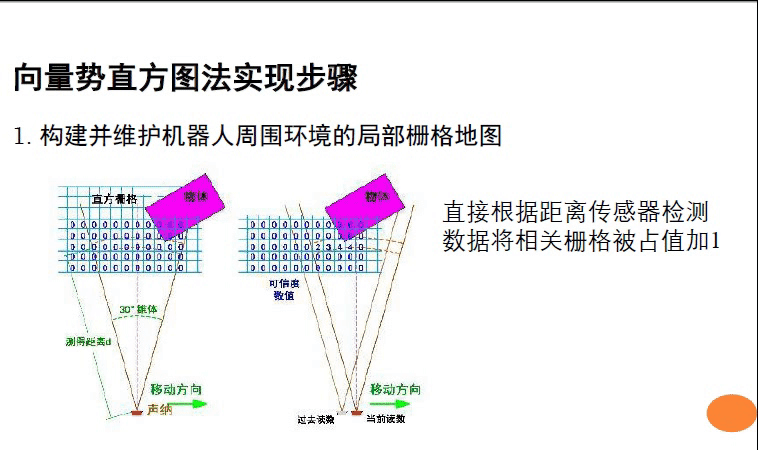 向量势直方图法实现步骤
1. 构建并维护机器人周围环境的局部栅格地图
直方栅格
物体
30°锥体
测得距离d
移动方向
声纳
物体
可信度
数值
移动方向
过去读数
当前读数
直接根据距离传感器检测
数据将相关栅格被占值加1